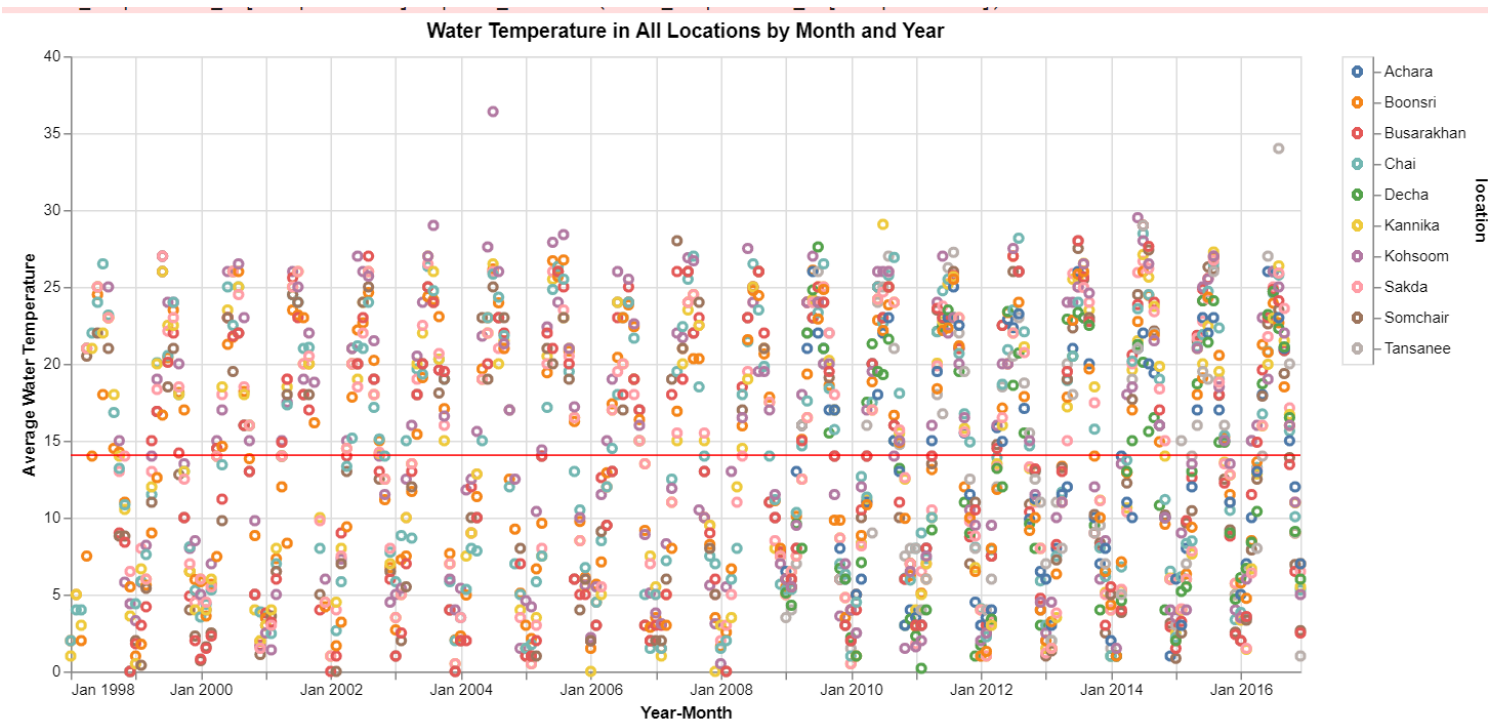 Water Temperature in All Locations by Month and Year
40
35
30
25
20
15
10
5
0
Average Water Temperature
Jan 1998
Jan 2000
Jan 2002
Jan 2004
Jan 2006
Jan 2008
Jan 2010
Jan 2012
Jan 2014
Jan 2016
Year-Month
Achara
Boonsri
Busarakhan
Chai
Decha
Kannika
Kohsoom
Sakda
Somchair
Tansanee
location